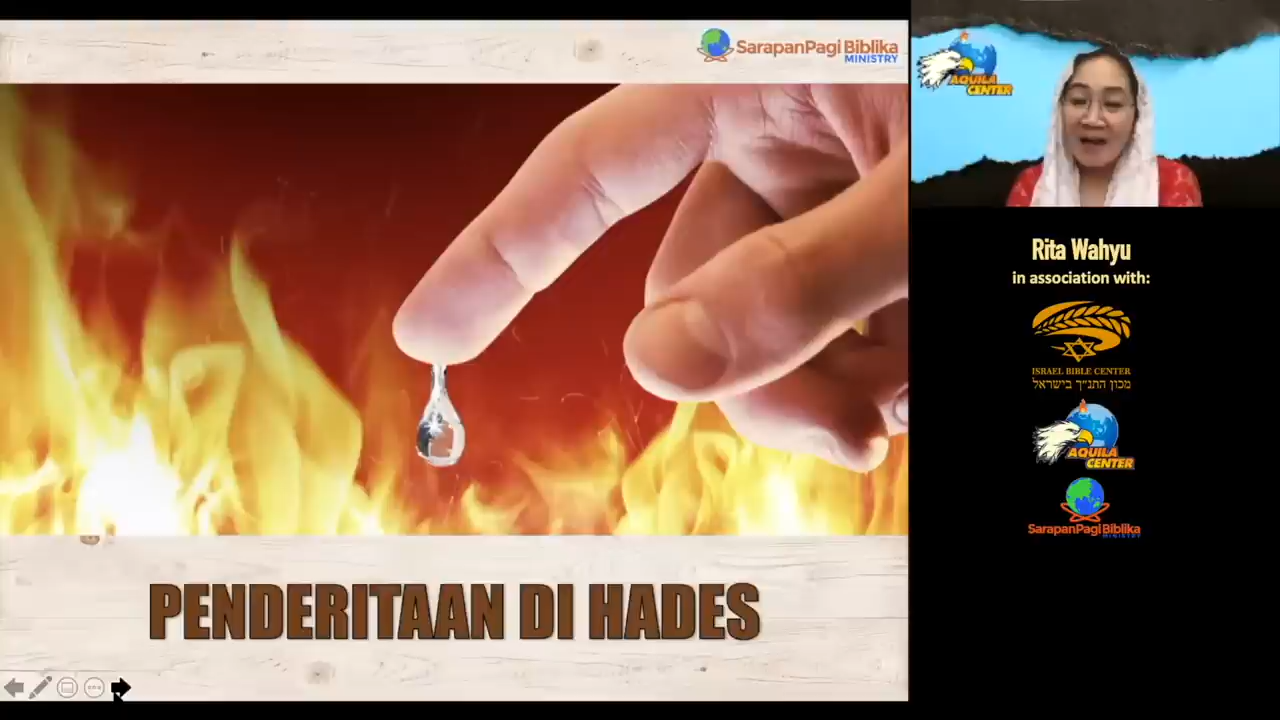 SarapanPagi Biblika
MINISTRY
PENDERITAAN DI HADES
AQUILA
CENTER
Rita Wahyu
in association with:
ISRAEL BIBLE CENTER
מכון התנ״ך בישראל
AQUILA
CENTER
SarapanPagi Biblika
MINISTRY